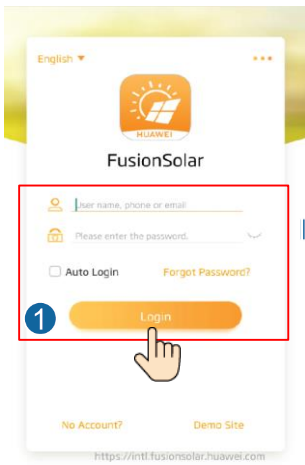 English ▼
HUAWEI
FusionSolar
User name, phone or email
Please enter the password.
Auto Login Forgot Password?
1 Login
No Account? Demo Site
https://intl.fusionsolar.huawei.com